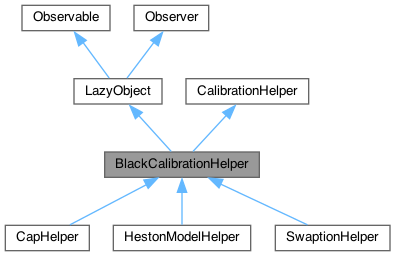 Observable Observer
LazyObject CalibrationHelper
BlackCalibrationHelper
CapHelper HestonModelHelper SwaptionHelper